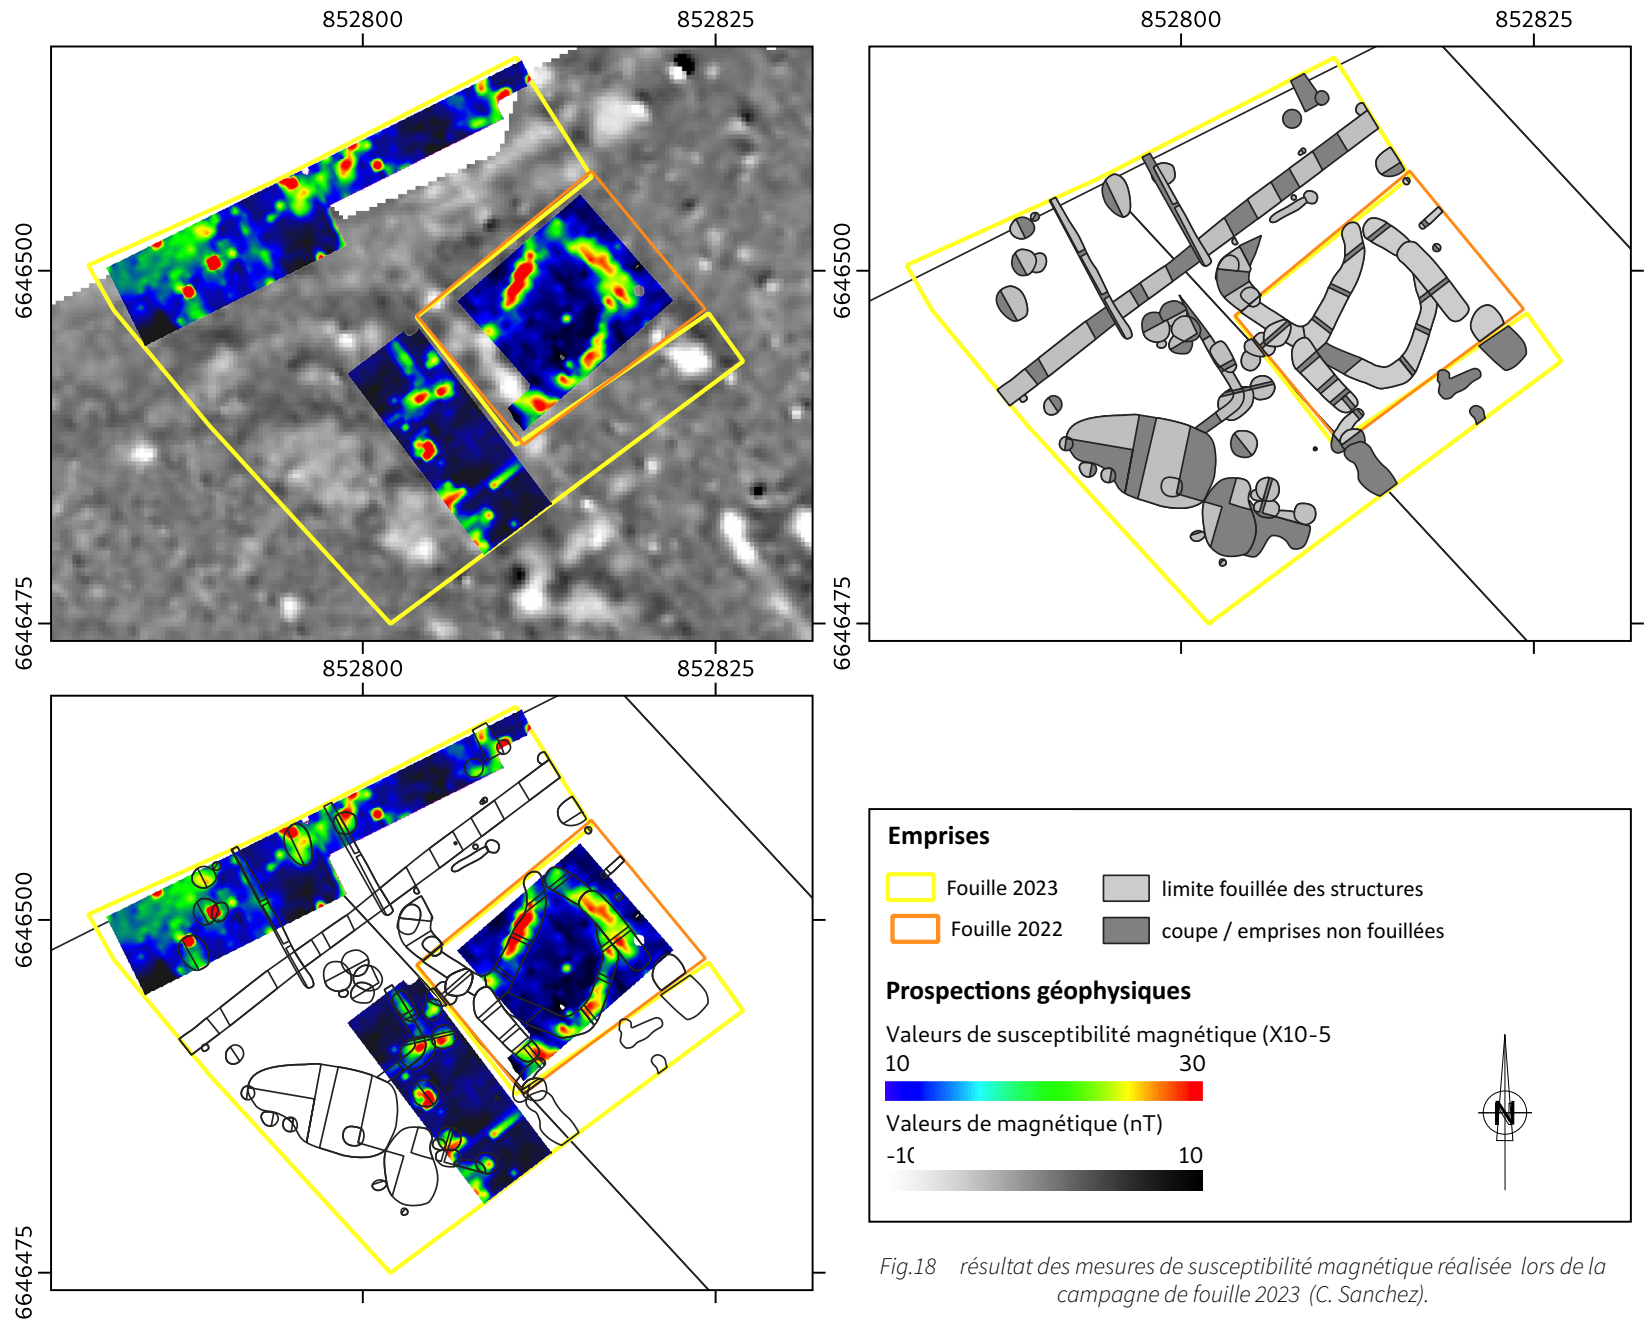 852800 852825
852800 852825
6646500
6646475
6646500
6646475
852800 852825
6646500
6646475
Emprises
Fouille 2023
limite fouillée des structures
Fouille 2022
coupe / emprises non fouillées
Prospections géophysiques
Valeurs de susceptibilité magnétique (X10-5
10 30
Valeurs de magnétique (nT)
-10 10
N
Fig.18 résultat des mesures de susceptibilité magnétique réalisée lors de la
campagne de fouille 2023 (C. Sanchez).